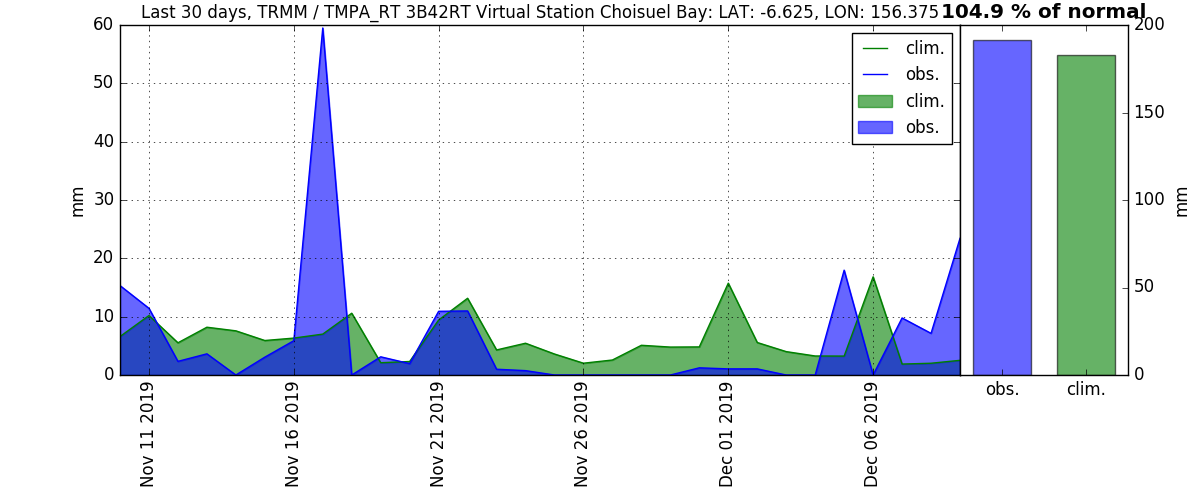 Last 30 days, TRMM / TMPA_RT 3B42RT Virtual Station Choisuel Bay: LAT: -6.625, LON: 156.375
104.9 % of normal
60
50
40
30
20
10
0
mm
clim.
obs.
clim.
obs.
Nov 11 2019
Nov 16 2019
Nov 21 2019
Nov 26 2019
Dec 01 2019
Dec 06 2019
200
150
100
50
0
mm
obs.
clim.